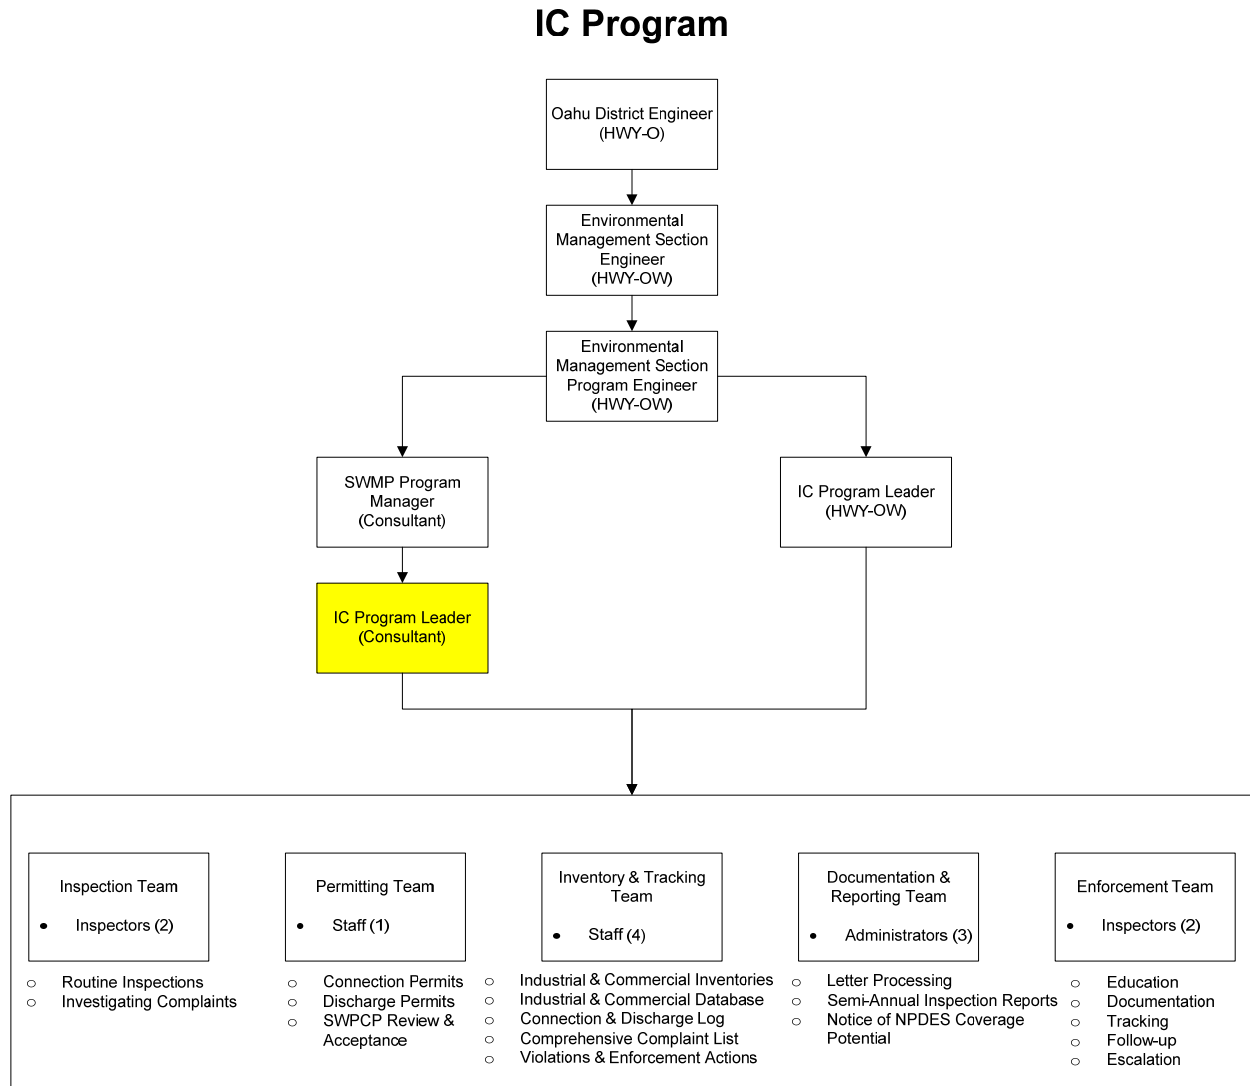 IC Program
Oahu District Engineer
(HWY-O)
Environmental
Management Section
Engineer
(HWY-OW)
Environmental
Management Section
Program Engineer
(HWY-OW)
SWMP Program
Manager
(Consultant)
IC Program Leader
(HWY-OW)
IC Program Leader
(Consultant)
Inspection Team
• Inspectors (2)
o Routine Inspections
o Investigating Complaints
Permitting Team
• Staff (1)
o Connection Permits
o Discharge Permits
o SWPCP Review &
Acceptance
Inventory & Tracking
Team
• Staff (4)
o Industrial & Commercial Inventories
o Industrial & Commercial Database
o Connection & Discharge Log
o Comprehensive Complaint List
o Violations & Enforcement Actions
Documentation &
Reporting Team
• Administrators (3)
o Letter Processing
o Semi-Annual Inspection Reports
o Notice of NPDES Coverage
Potential
Enforcement Team
• Inspectors (2)
o Education
o Documentation
o Tracking
o Follow-up
o Escalation